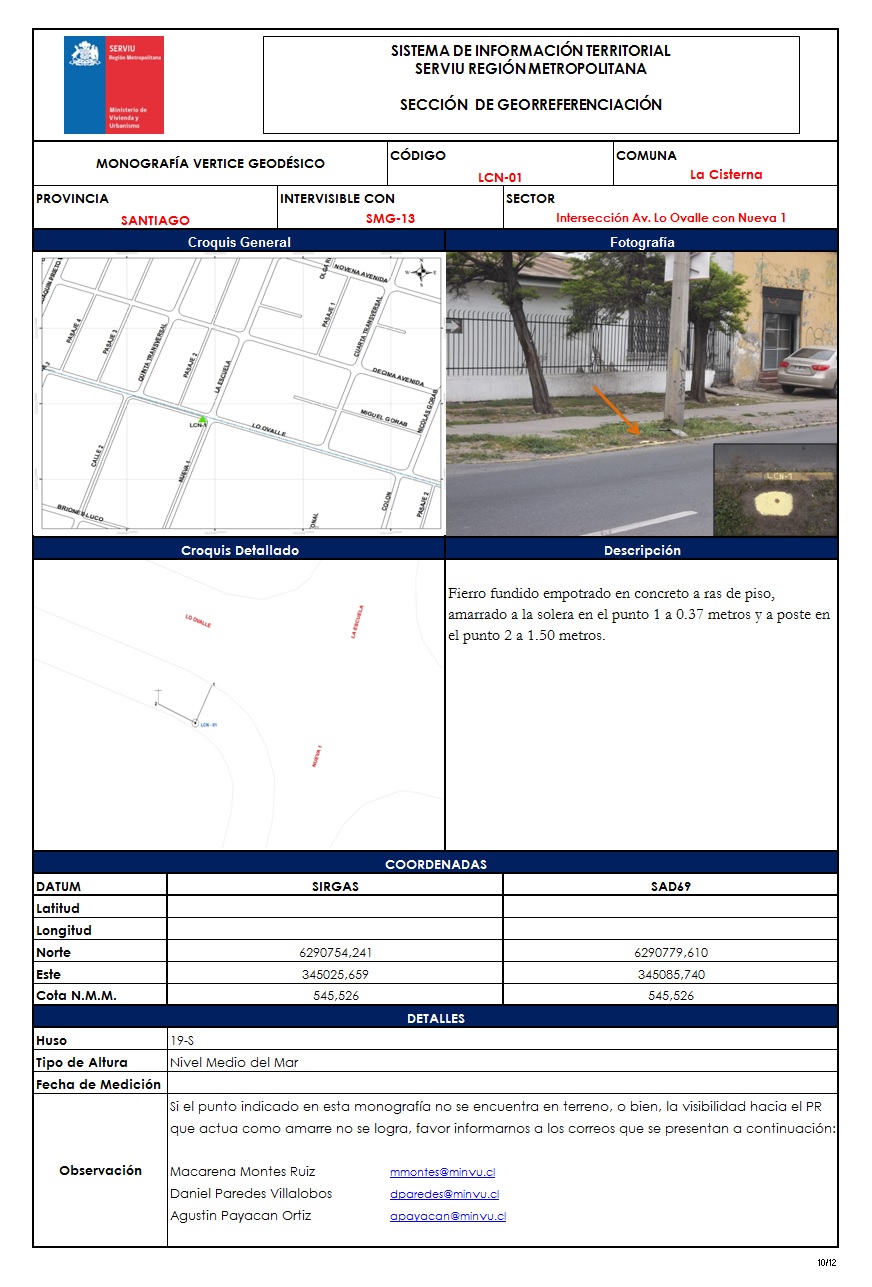 SERVIU
Región Metropolitana
Ministerio de
Vivienda y
Urbanismo
SISTEMA DE INFORMACIÓN TERRITORIAL
SERVIU REGIÓN METROPOLITANA
SECCIÓN DE GEORREFERENCIACIÓN
MONOGRAFÍA VERTICE GEODÉSICO
CÓDIGO
LCN-01
COMUNA
La Cisterna
PROVINCIA
SANTIAGO
INTERVISIBLE CON
SMG-13
SECTOR
Intersección Av. Lo Ovalle con Nueva 1
Croquis General
Fotografía
NOVENA AVENIDA
PASAJE 4
PASAJE 3
QUINTA TRANSVERSAL
PASAJE 2
LA ESCUELA
PASAJE 1
CUARTA TRANSVERSAL
DECIMA AVENIDA
MIGUEL GORAB
NICOLAS GORAB
LCN-1
LO OVALLE
CALLE 2
NUEVA 1
COLON
PASAJE 2
N
W
E
S
LCN-1
Croquis Detallado
Descripción
LO OVALLE
LA ESCUELA
1
2
LCN - 01
NUEVA 1
Fierro fundido empotrado en concreto a ras de piso,
amarrado a la solera en el punto 1 a 0.37 metros y a poste en
el punto 2 a 1.50 metros.
COORDENADAS
DATUM SIRGAS SAD69
Latitud
Longitud
Norte 6290754,241 6290779,610
Este 345025,659 345085,740
Cota N.M.M. 545,526 545,526
DETALLES
Huso 19-S
Tipo de Altura Nivel Medio del Mar
Fecha de Medición
Observación
Si el punto indicado en esta monografía no se encuentra en terreno, o bien, la visibilidad hacia el PR
que actua como amarre no se logra, favor informarnos a los correos que se presentan a continuación:
Macarena Montes Ruiz mmontes@minvu.cl
Daniel Paredes Villalobos dparedes@minvu.cl
Agustin Payacan Ortiz apayacan@minvu.cl
10/12